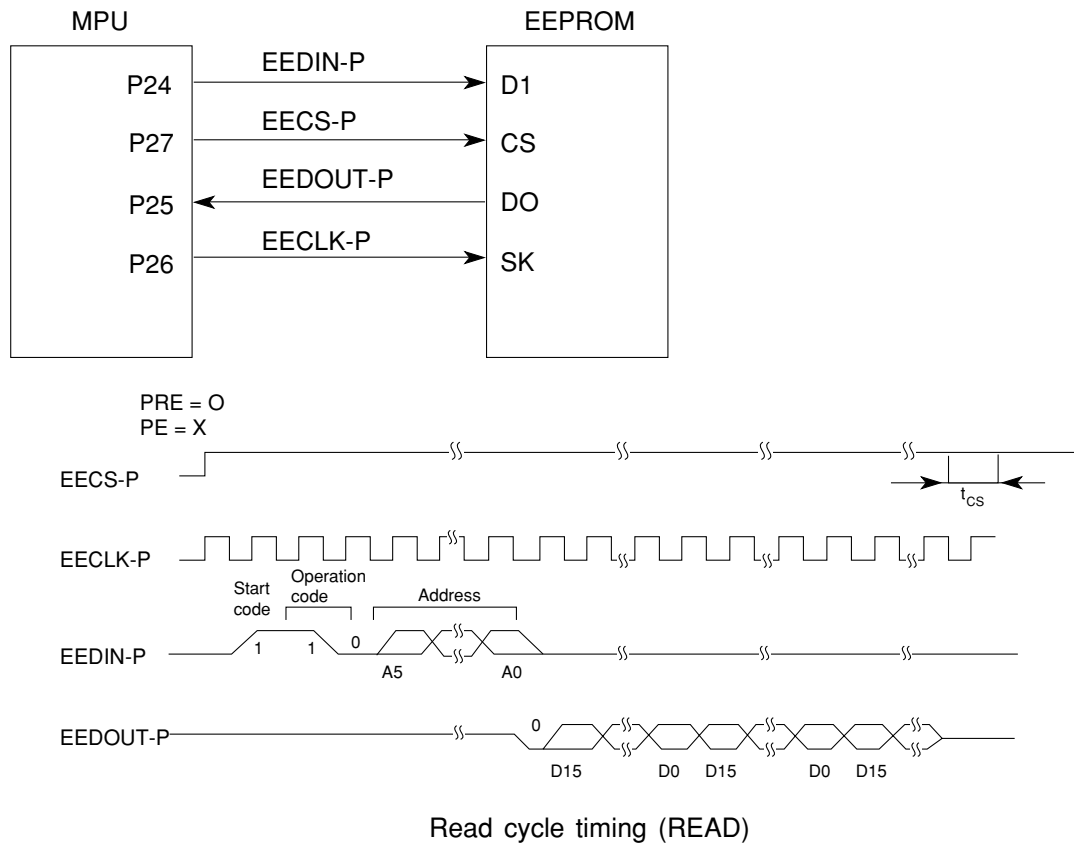 MPU EEPROM
P24 EEDIN-P D1
P27 EECS-P CS
P25 EEDOUT-P DO
P26 EECLK-P SK
PRE = O
PE = X
EECS-P
tCS
EECLK-P
Start code
Operation code
Address
EEDIN-P
1 1 0
A5 A0
EEDOUT-P
0
D15 D0 D15 D0 D15
Read cycle timing (READ)